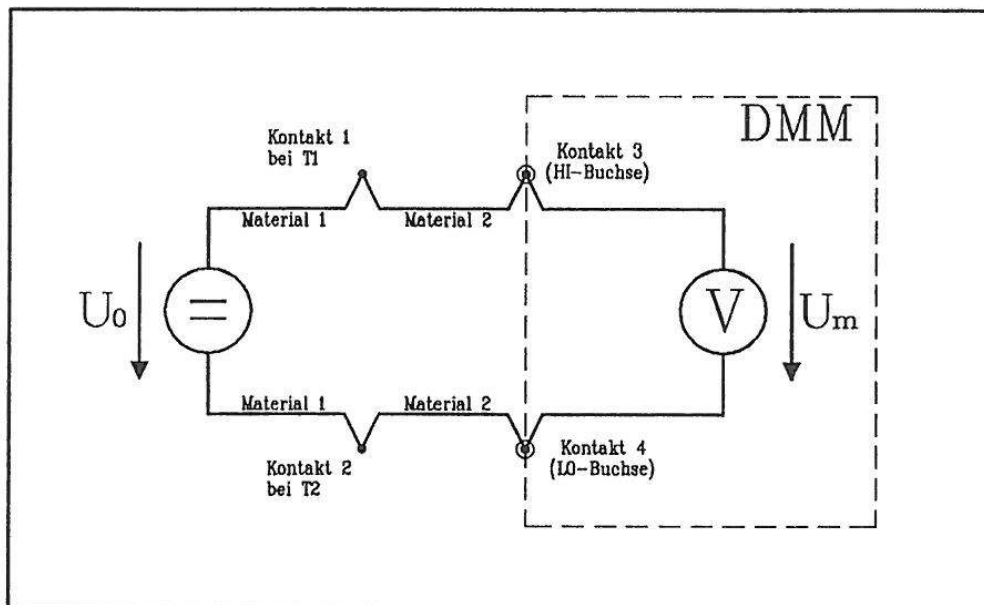 DMM
Kontakt 1
bei T1
Kontakt 3
(HI-Buchse)
Material 1
Material 2
U0
=
V
Um
Material 1
Material 2
Kontakt 2
bei T2
Kontakt 4
(LO-Buchse)